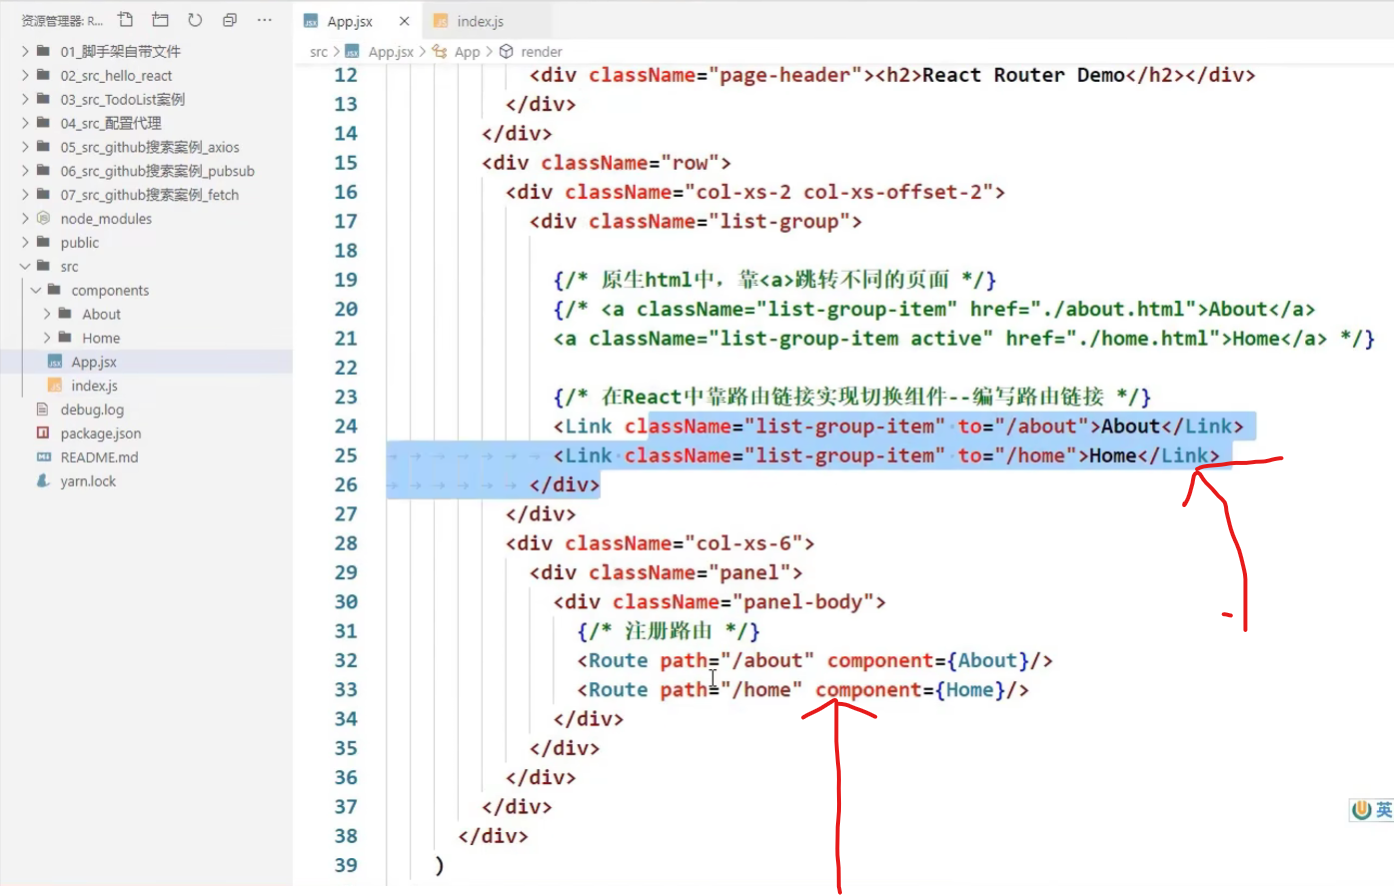 资源管理器: R...
App.jsx
index.js
src > App.jsx > App > render
01_脚手架自带文件
02_src_hello_react
03_src_TodoList案例
04_src_配置代理
05_src_github搜索案例_axios
06_src_github搜索案例_pubsub
07_src_github搜索案例_fetch
node_modules
public
src
components
About
Home
App.jsx
index.js
debug.log
package.json
README.md
yarn.lock
12 <div className="page-header"><h2>React Router Demo</h2></div>
13 </div>
14 </div>
15 <div className="row">
16 <div className="col-xs-2 col-xs-offset-2">
17 <div className="list-group">
18
19 {/* 原生html中，靠<a>跳转不同的页面 */}
20 {/* <a className="list-group-item" href="./about.html">About</a>
21 <a className="list-group-item active" href="./home.html">Home</a> */}
22
23 {/* 在React中靠路由链接实现切换组件--编写路由链接 */}
24 <Link className="list-group-item" to="/about">About</Link>
25 <Link className="list-group-item" to="/home">Home</Link>
26 </div>
27 </div>
28 <div className="col-xs-6">
29 <div className="panel">
30 <div className="panel-body">
31 {/* 注册路由 */}
32 <Route path="/about" component={About}/>
33 <Route path="/home" component={Home}/>
34 </div>
35 </div>
36 </div>
37 </div>
38 </div>
39 )
英